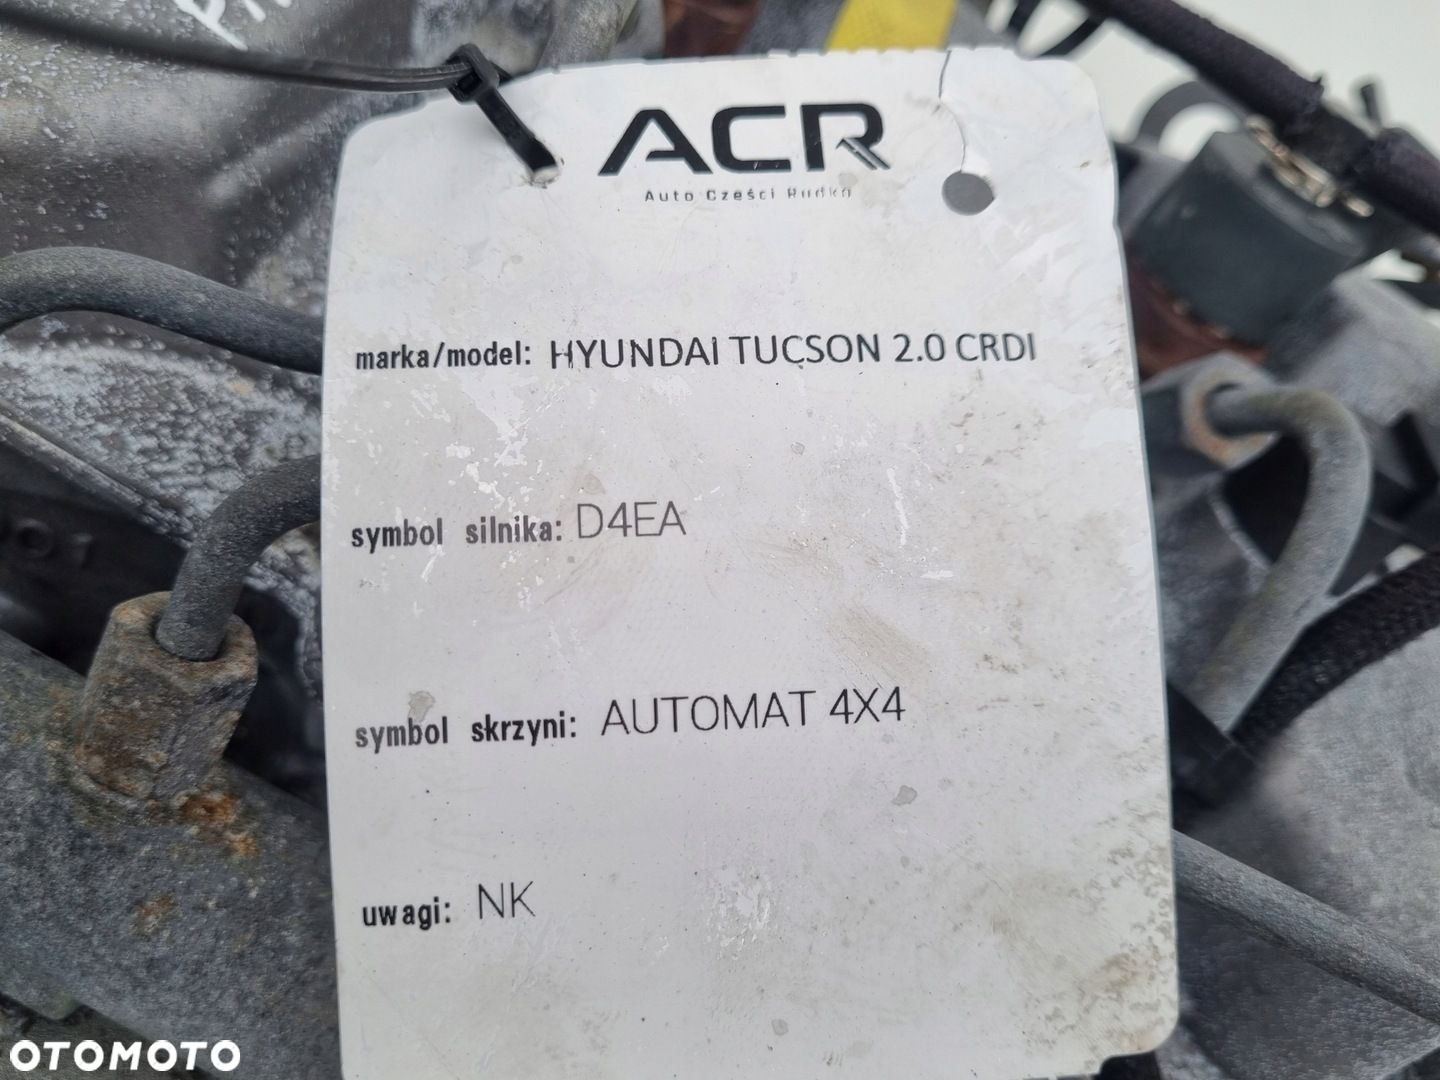 ACR
Auto Części Rudka
marka/model: HYUNDAI TUCSON 2.0 CRDI
symbol silnika: D4EA
symbol skrzyni: AUTOMAT 4X4
uwagi: NK
OTOMOTO